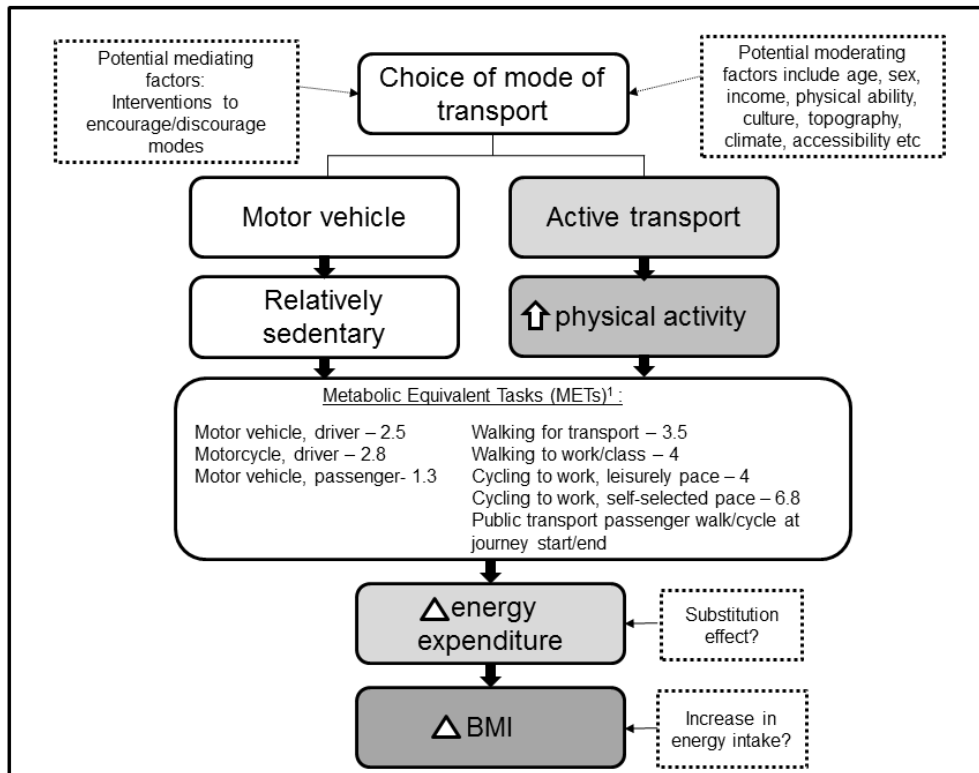 Potential mediating
factors:
Interventions to
encourage/discourage
modes
Choice of mode of
transport
Potential moderating
factors include age, sex,
income, physical ability,
culture, topography,
climate, accessibility etc
Motor vehicle
Active transport
Relatively
sedentary
physical activity
Metabolic Equivalent Tasks (METs)¹ :
Motor vehicle, driver – 2.5
Motorcycle, driver – 2.8
Motor vehicle, passenger- 1.3
Walking for transport – 3.5
Walking to work/class – 4
Cycling to work, leisurely pace – 4
Cycling to work, self-selected pace – 6.8
Public transport passenger walk/cycle at
journey start/end
△ energy
expenditure
Substitution
effect?
△ BMI
Increase in
energy intake?